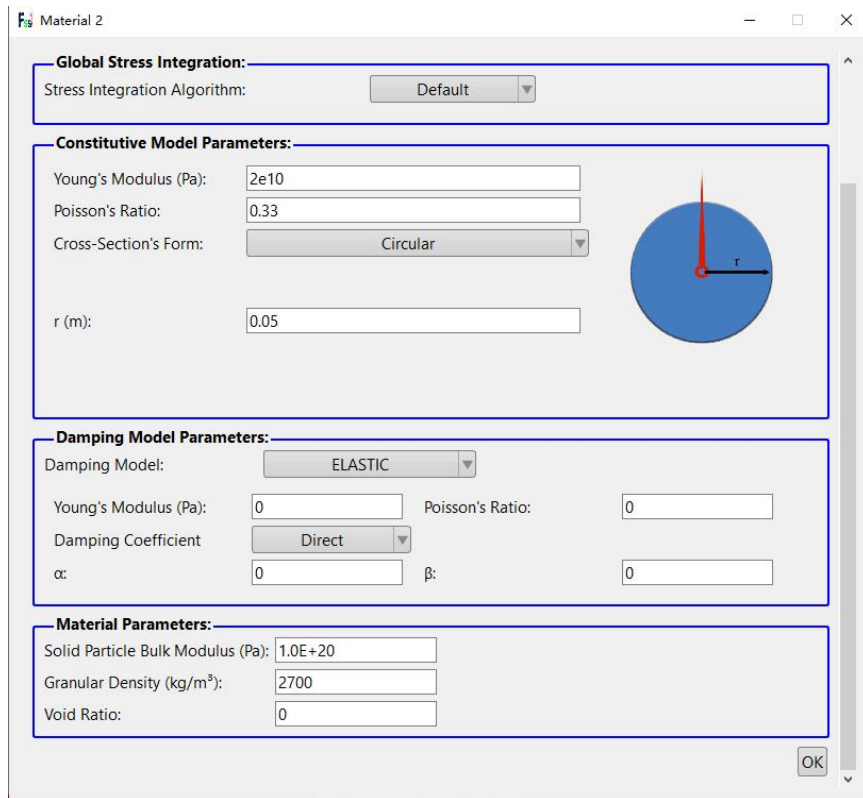 Material 2
Global Stress Integration:
Stress Integration Algorithm: Default
Constitutive Model Parameters:
Young's Modulus (Pa): 2e10
Poisson's Ratio: 0.33
Cross-Section's Form: Circular
r
r (m): 0.05
Damping Model Parameters:
Damping Model: ELASTIC
Young's Modulus (Pa): 0 Poisson's Ratio: 0
Damping Coefficient Direct
α: 0 β: 0
Material Parameters:
Solid Particle Bulk Modulus (Pa): 1.0E+20
Granular Density (kg/m³): 2700
Void Ratio: 0
OK